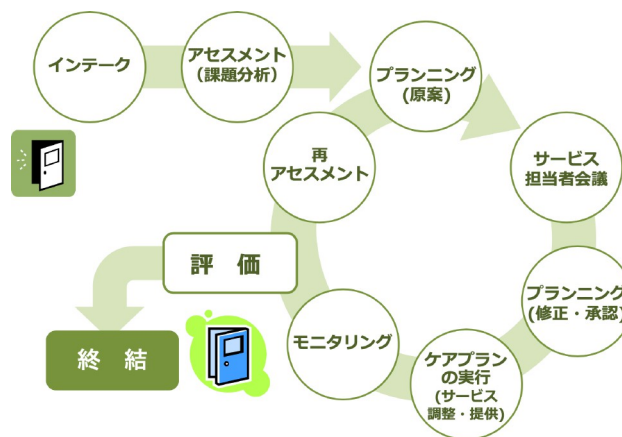 インテーク
アセスメント
(課題分析)
プランニング
(原案)
サービス
担当者会議
プランニング
(修正・承認)
ケアプラン
の実行
(サービス
調整・提供)
モニタリング
評　価
再
アセスメント
終　結